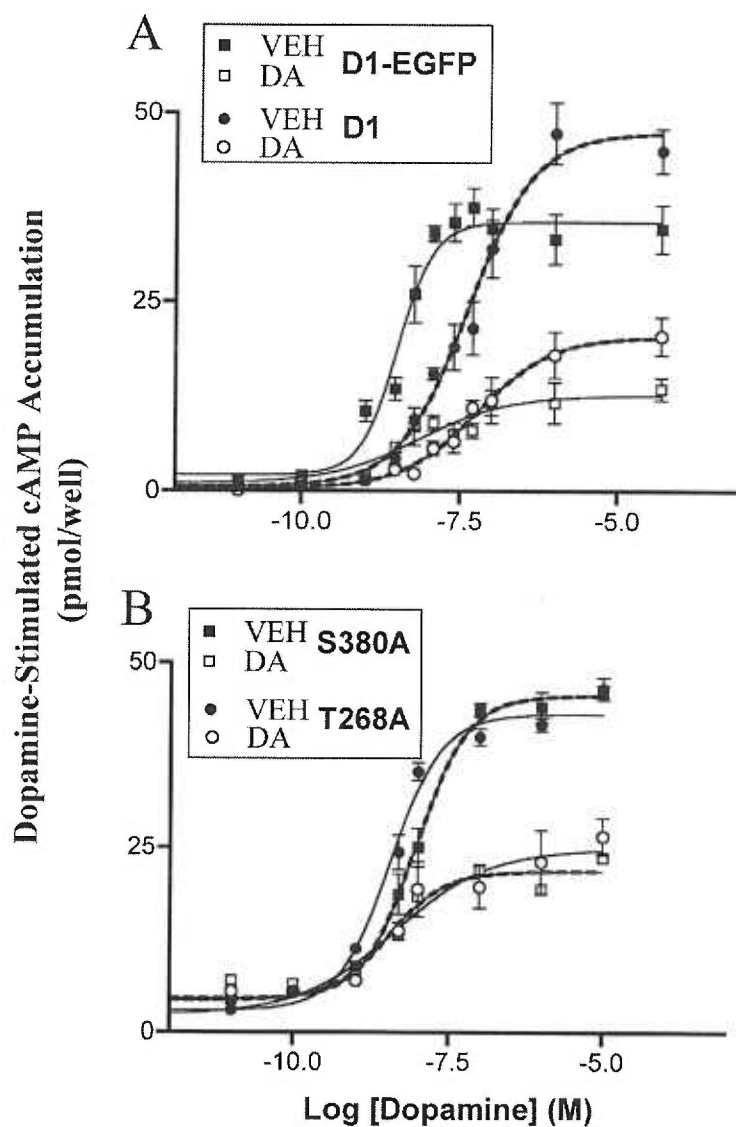 A
VEH D1-EGFP
DA
VEH D1
DA
50
25
0
-10.0 -7.5 -5.0
Dopamine-Stimulated cAMP Accumulation
(pmol/well)
B
VEH S380A
DA
VEH T268A
DA
50
25
0
-10.0 -7.5 -5.0
Log [Dopamine] (M)